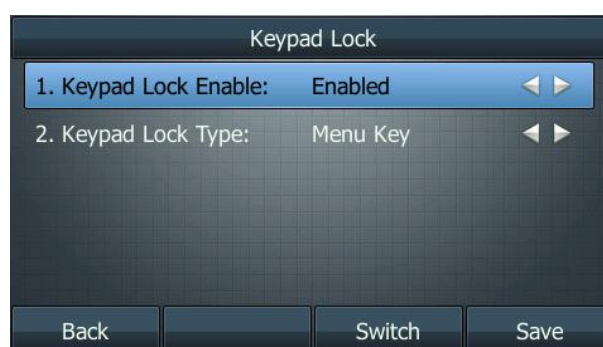 Keypad Lock
1. Keypad Lock Enable: Enabled
2. Keypad Lock Type: Menu Key
Back Switch Save